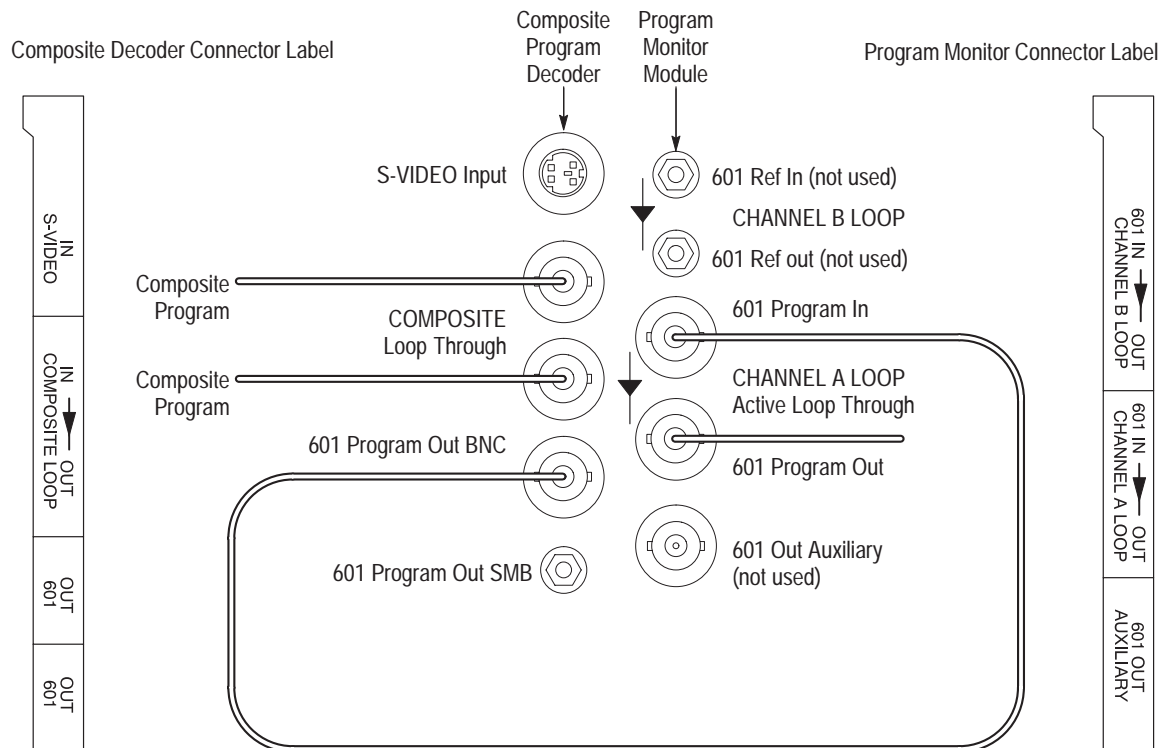 Composite Decoder Connector Label
Composite
Program
Decoder
Program
Monitor
Module
Program Monitor Connector Label
S-VIDEO Input
601 Ref In (not used)
CHANNEL B LOOP
601 Ref out (not used)
Composite
Program
601 Program In
COMPOSITE
Loop Through
Composite
Program
CHANNEL A LOOP
Active Loop Through
601 Program Out BNC
601 Program Out
601 Program Out SMB
601 Out Auxiliary
(not used)
IN
S-VIDEO
IN OUT
COMPOSITE LOOP
OUT
601
OUT
601
601 IN OUT
CHANNEL B LOOP
601 IN OUT
CHANNEL A LOOP
601 OUT
AUXILIARY